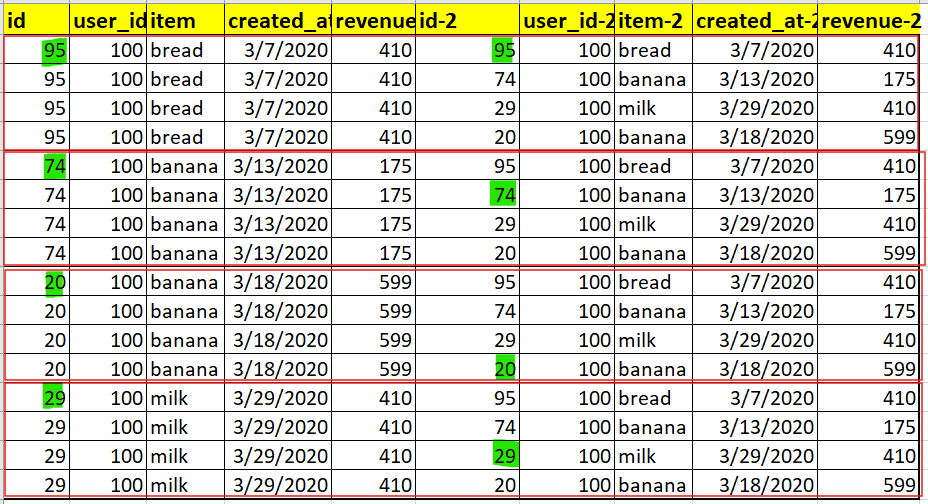 id user_id item created_at revenue id-2 user_id-2 item-2 created_at-2 revenue-2
95 100 bread 3/7/2020 410 95 100 bread 3/7/2020 410
95 100 bread 3/7/2020 410 74 100 banana 3/13/2020 175
95 100 bread 3/7/2020 410 29 100 milk 3/29/2020 410
95 100 bread 3/7/2020 410 20 100 banana 3/18/2020 599
74 100 banana 3/13/2020 175 95 100 bread 3/7/2020 410
74 100 banana 3/13/2020 175 74 100 banana 3/13/2020 175
74 100 banana 3/13/2020 175 29 100 milk 3/29/2020 410
74 100 banana 3/13/2020 175 20 100 banana 3/18/2020 599
20 100 banana 3/18/2020 599 95 100 bread 3/7/2020 410
20 100 banana 3/18/2020 599 74 100 banana 3/13/2020 175
20 100 banana 3/18/2020 599 29 100 milk 3/29/2020 410
20 100 banana 3/18/2020 599 20 100 banana 3/18/2020 599
29 100 milk 3/29/2020 410 95 100 bread 3/7/2020 410
29 100 milk 3/29/2020 410 74 100 banana 3/13/2020 175
29 100 milk 3/29/2020 410 29 100 milk 3/29/2020 410
29 100 milk 3/29/2020 410 20 100 banana 3/18/2020 599